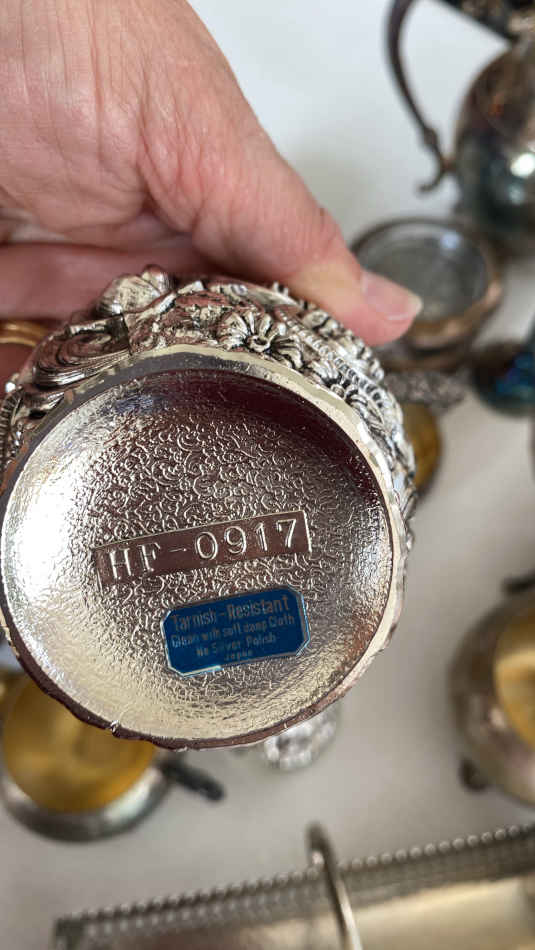 HF-0917
Tarnish-Resistant
Clean with soft damp Cloth
No Silver Polish
Japan